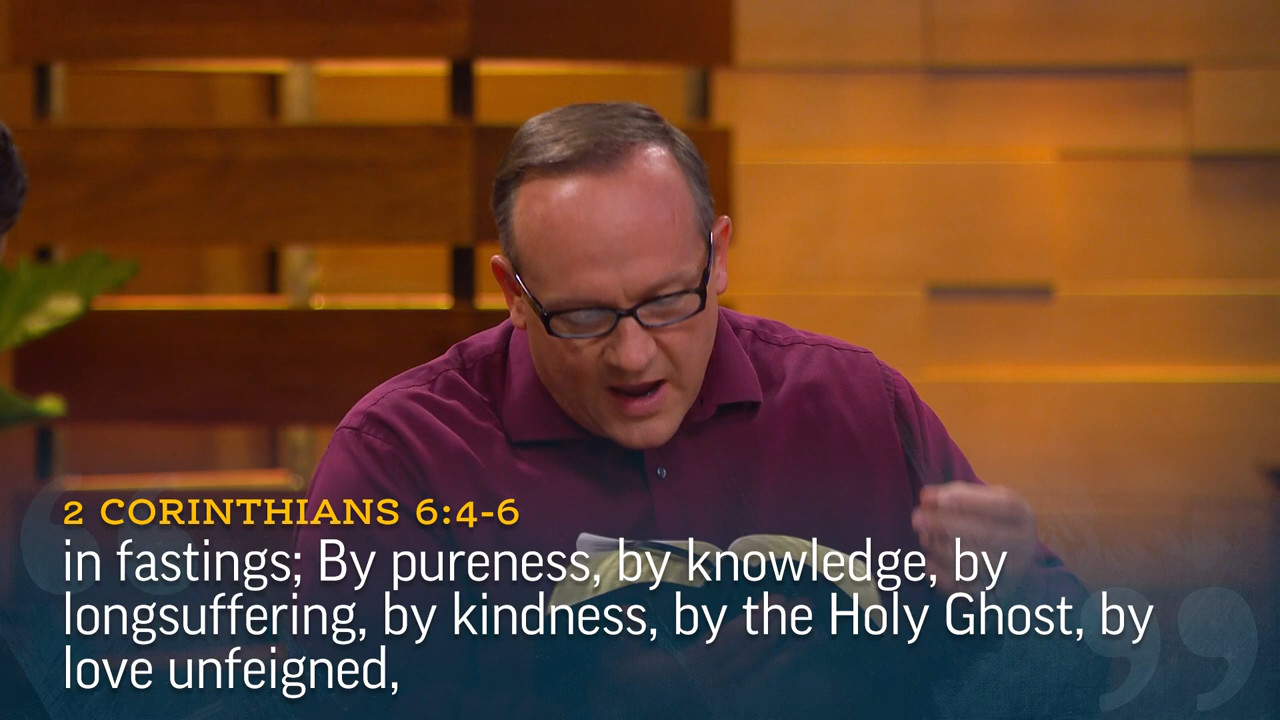 2 CORINTHIANS 6:4-6
in fastings; By pureness, by knowledge, by
longsuffering, by kindness, by the Holy Ghost, by
love unfeigned,